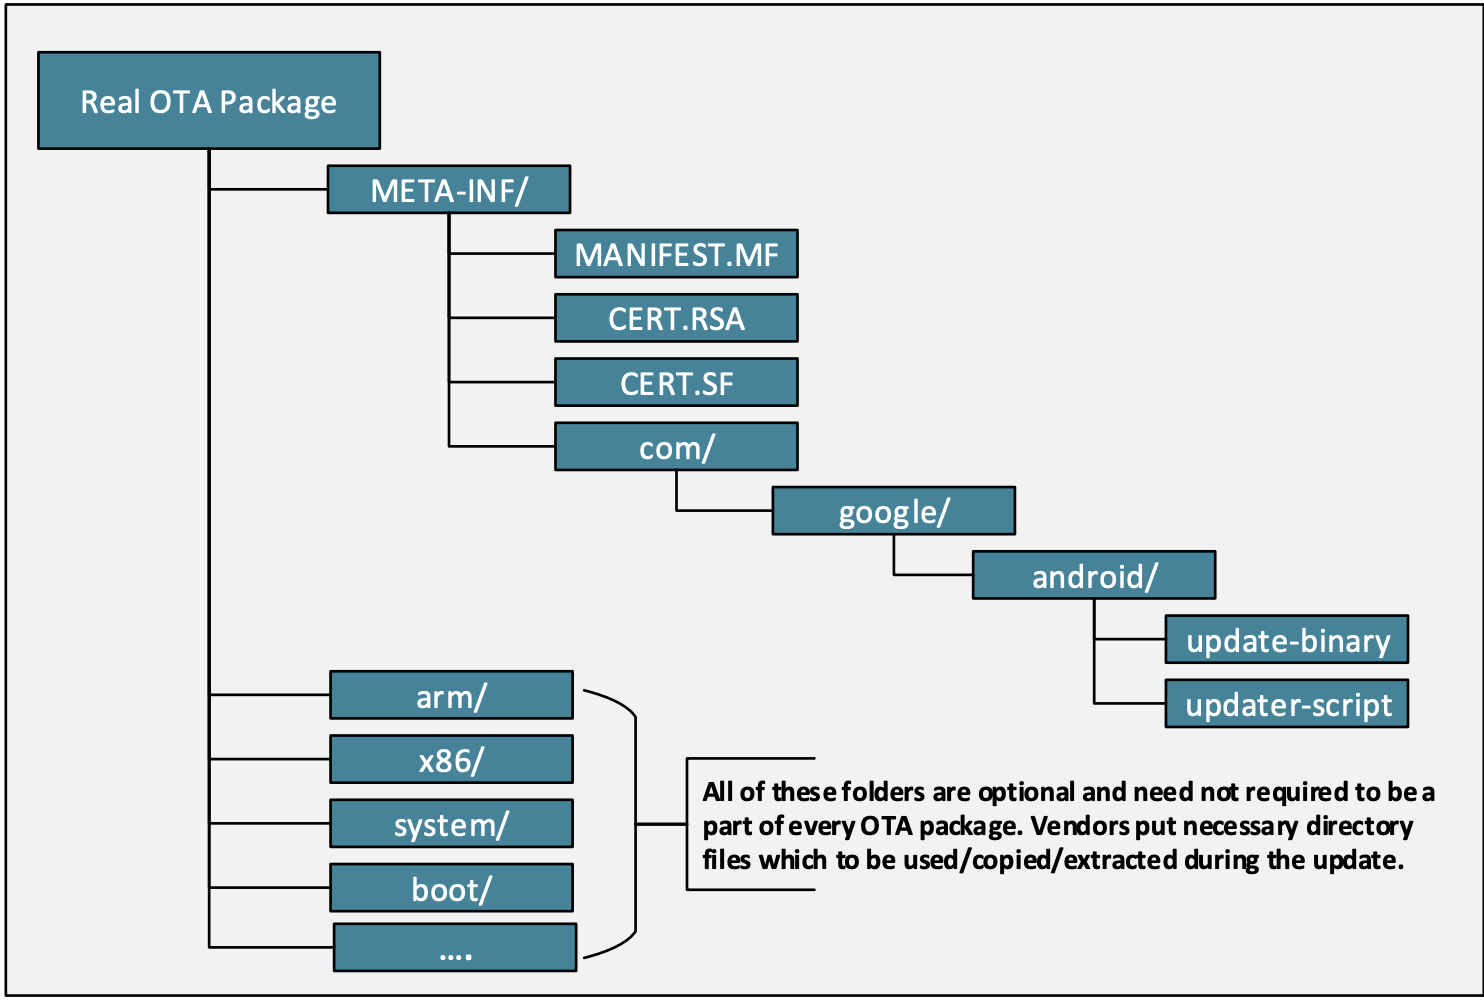 Real OTA Package
META-INF/
MANIFEST.MF
CERT.RSA
CERT.SF
com/
google/
android/
update-binary
updater-script
arm/
x86/
system/
boot/
....
All of these folders are optional and need not required to be a
part of every OTA package. Vendors put necessary directory
files which to be used/copied/extracted during the update.